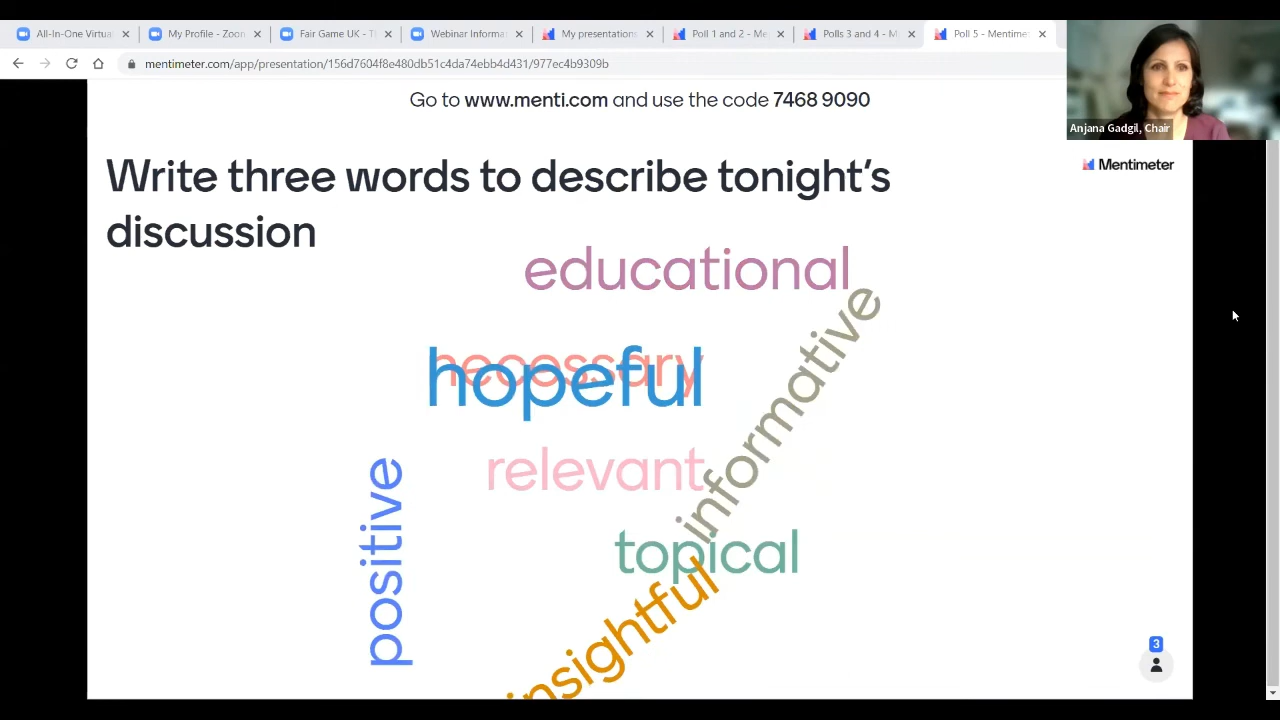 All-In-One Virtua
My Profile - Zoon
Fair Game UK - T
Webinar Informa
My presentations
Poll 1 and 2 - Me
Polls 3 and 4 - M
Poll 5 - Mentime
mentimeter.com/app/presentation/156d7604f8e480db51c4da74ebb4d431/977ec4b9309b
Anjana Gadgil, Chair
Go to www.menti.com and use the code 7468 9090
Mentimeter
Write three words to describe tonight's
discussion
educational
necessary
hopeful
informative
relevant
positive
topical
insightful
3